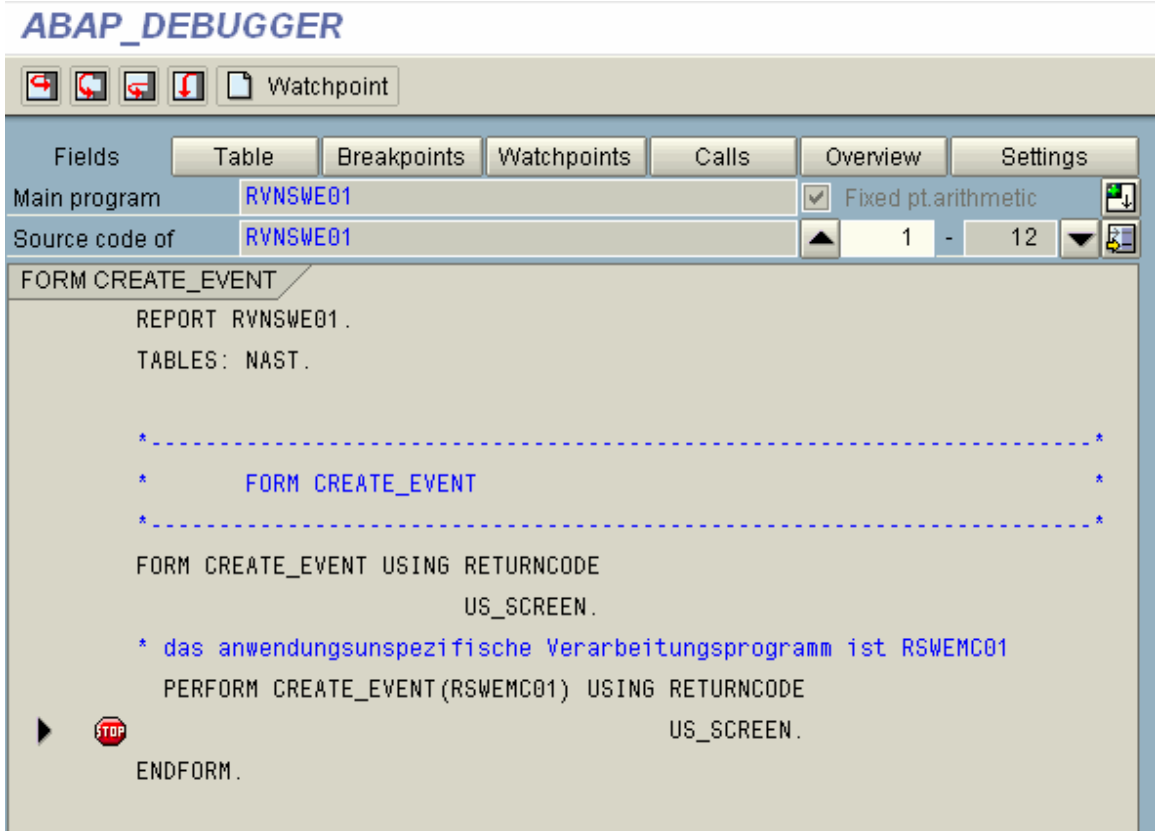 ABAP_DEBUGGER
Watchpoint
Fields Table Breakpoints Watchpoints Calls Overview Settings
Main program RVNSWE01 Fixed pt.arithmetic
Source code of RVNSWE01 1 - 12
FORM CREATE_EVENT
REPORT RVNSWE01.
TABLES: NAST.
*---------------------------------------------------------------------*
*       FORM CREATE_EVENT                                             *
*---------------------------------------------------------------------*
FORM CREATE_EVENT USING RETURNCODE
US_SCREEN.
* das anwendungsunspezifische Verarbeitungsprogramm ist RSWEMC01
PERFORM CREATE_EVENT(RSWEMC01) USING RETURNCODE
STOP US_SCREEN.
ENDFORM.